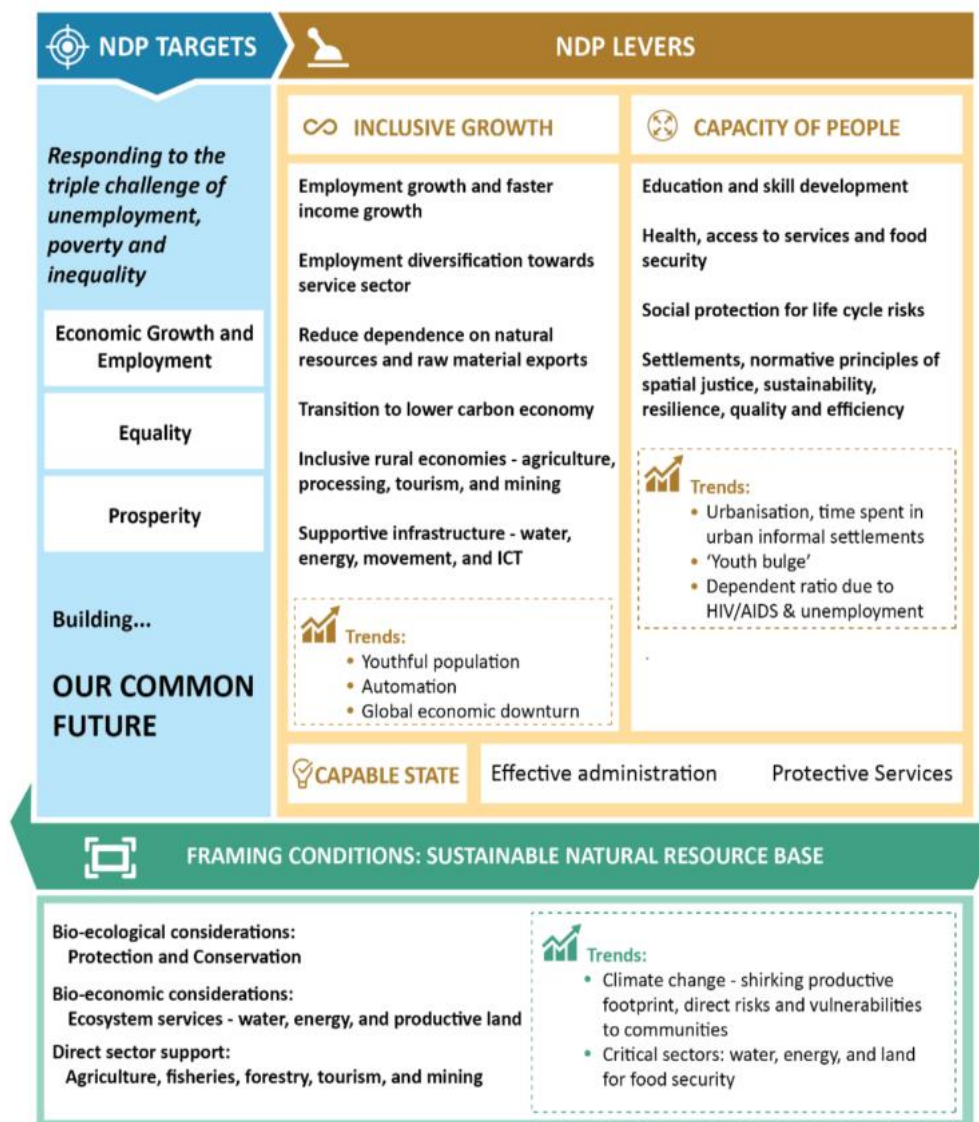 NDP TARGETS
NDP LEVERS
Responding to the
triple challenge of
unemployment,
poverty and
inequality
Economic Growth and
Employment
Equality
Prosperity
Building...
OUR COMMON
FUTURE
INCLUSIVE GROWTH
Employment growth and faster
income growth
Employment diversification towards
service sector
Reduce dependence on natural
resources and raw material exports
Transition to lower carbon economy
Inclusive rural economies - agriculture,
processing, tourism, and mining
Supportive infrastructure - water,
energy, movement, and ICT
Trends:
• Youthful population
• Automation
• Global economic downturn
CAPACITY OF PEOPLE
Education and skill development
Health, access to services and food
security
Social protection for life cycle risks
Settlements, normative principles of
spatial justice, sustainability,
resilience, quality and efficiency
Trends:
• Urbanisation, time spent in
urban informal settlements
• ‘Youth bulge’
• Dependent ratio due to
HIV/AIDS & unemployment
CAPABLE STATE
Effective administration
Protective Services
FRAMING CONDITIONS: SUSTAINABLE NATURAL RESOURCE BASE
Bio-ecological considerations:
Protection and Conservation
Bio-economic considerations:
Ecosystem services - water, energy, and productive land
Direct sector support:
Agriculture, fisheries, forestry, tourism, and mining
Trends:
• Climate change - shirking productive
footprint, direct risks and vulnerabilities
to communities
• Critical sectors: water, energy, and land
for food security